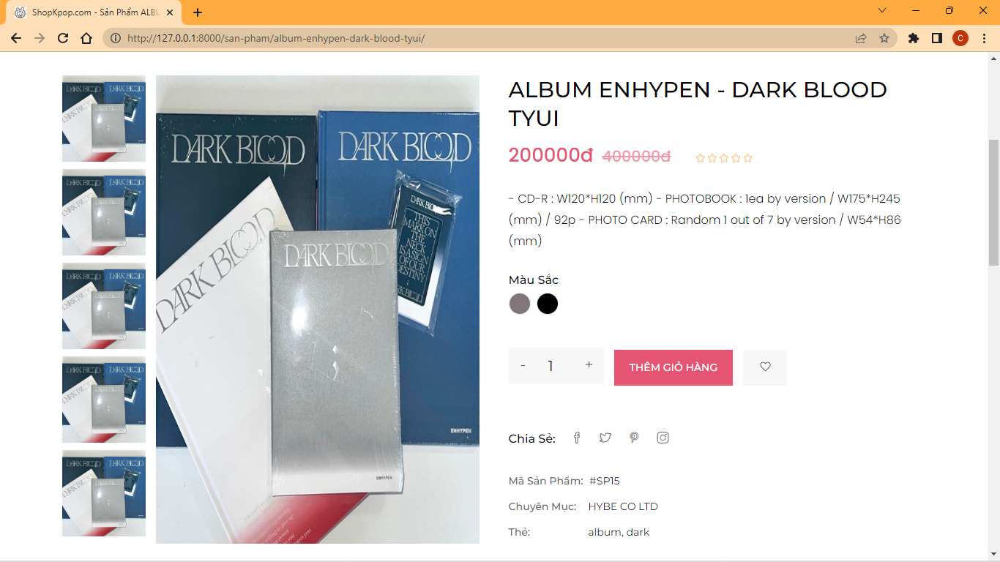 ShopKpop.com - Sản Phẩm ALBU
http://127.0.0.1:8000/san-pham/album-enhypen-dark-blood-tyui/
C
DARK BLOOD
DARK BLOOD
DARK BLOOD
DARK BLOOD
DARK BLOOD
THIS
MARK ON
THE
NECK
IS A SIGN
OF OUR
DESTINY
;
DARK BLOOD
ENHYPEN
ENHYPEN
ALBUM ENHYPEN - DARK BLOOD
TYUI
200000đ 400000đ
- CD-R : W120*H120 (mm) - PHOTOBOOK : 1ea by version / W175*H245
(mm) / 92p - PHOTO CARD : Random 1 out of 7 by version / W54*H86
(mm)
Màu Sắc
- 1 +
THÊM GIỎ HÀNG
Chia Sẻ:
Mã Sản Phẩm: #SP15
Chuyên Mục: HYBE CO LTD
Thẻ: album, dark